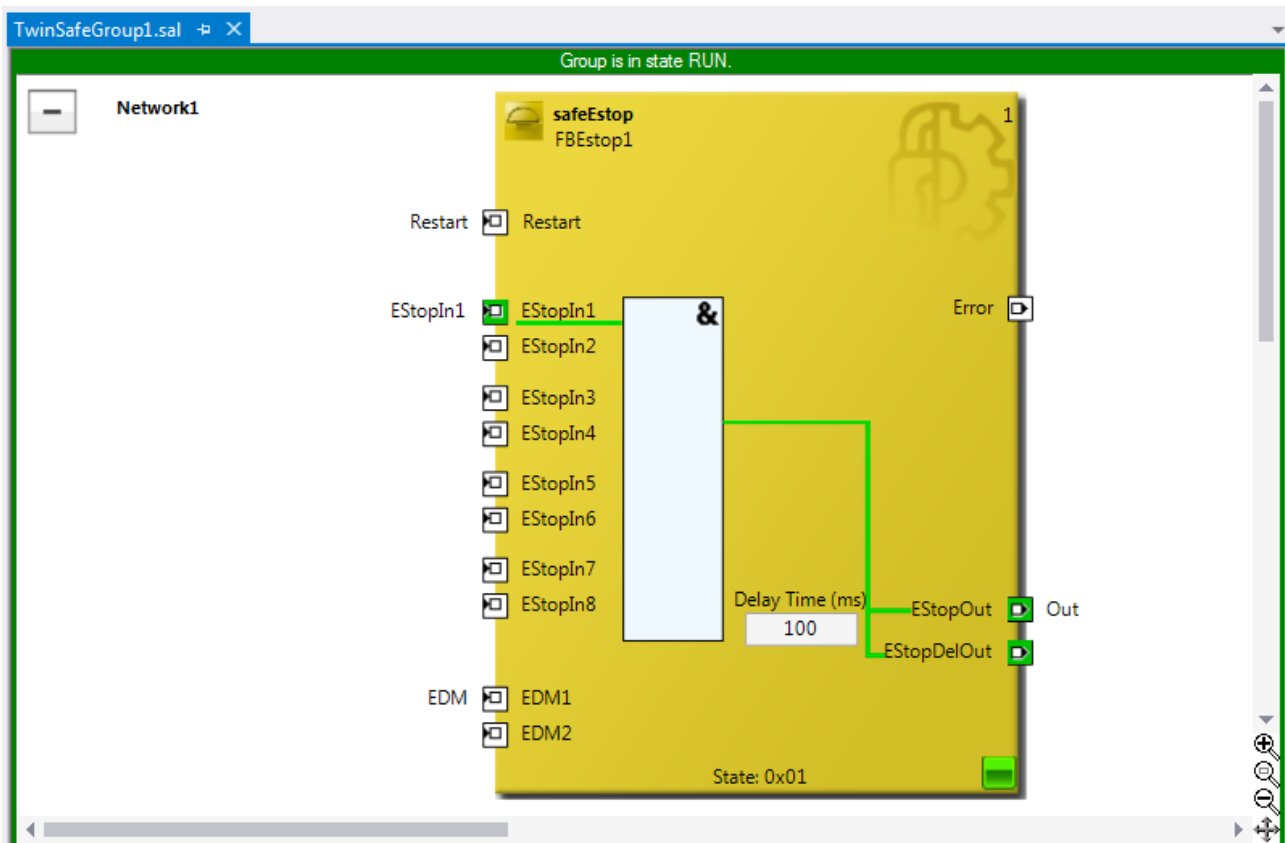 TwinSafeGroup1.sal
Group is in state RUN.
Network1
safeEstop
1
FBEstop1
Restart Restart
EStopIn1 EStopIn1
&
Error
EStopIn2
EStopIn3
EStopIn4
EStopIn5
EStopIn6
EStopIn7
EStopIn8
Delay Time (ms)
100
EStopOut Out
EStopDelOut
EDM EDM1
EDM2
State: 0x01